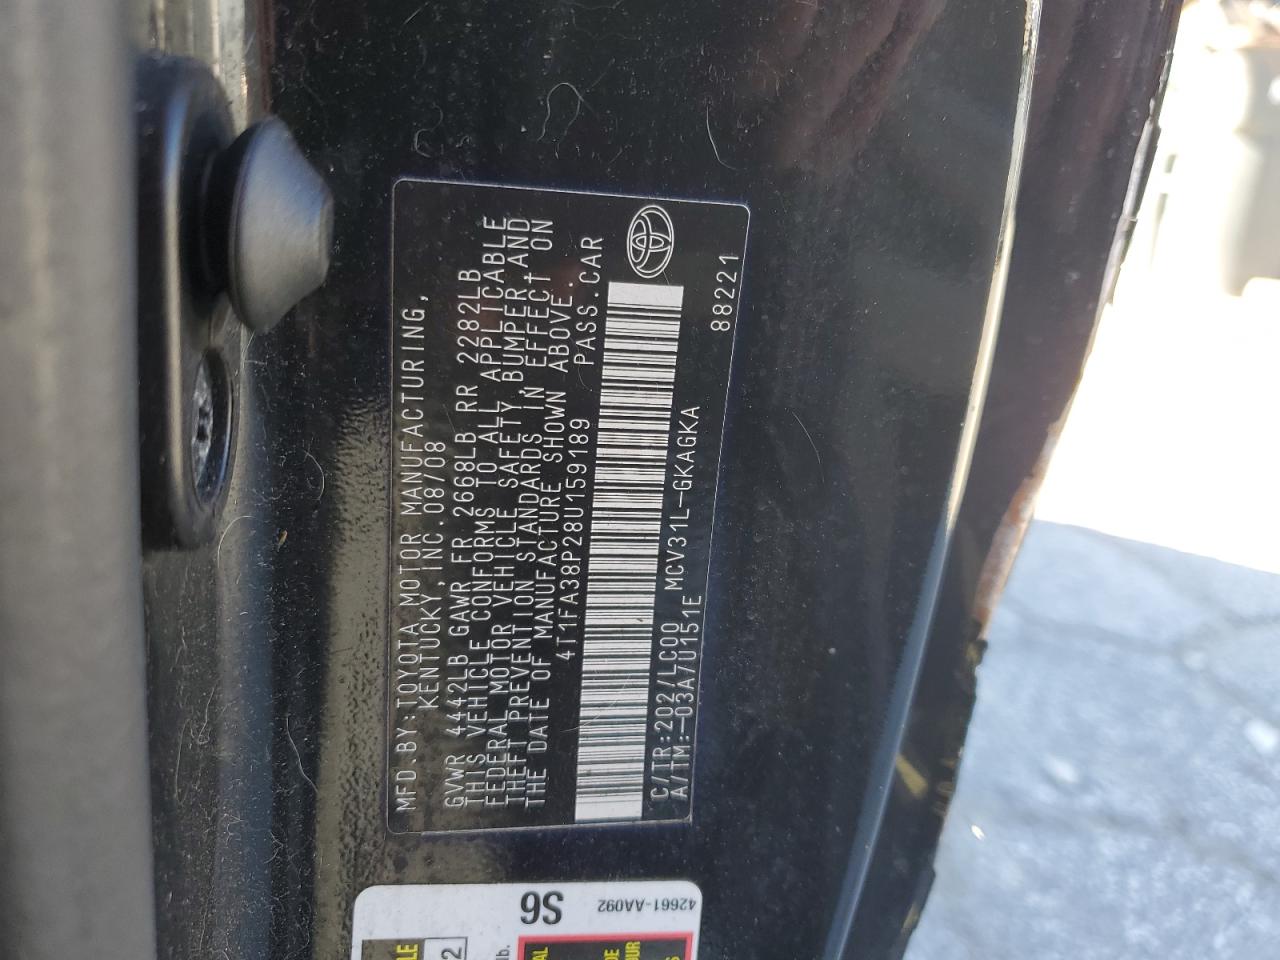 MFD.BY:TOYOTA MOTOR MANUFACTURING,
KENTUCKY, INC.08/08
GVWR 4442LB GAWR FR 2668LB RR 2282LB
THIS VEHICLE CONFORMS TO ALL APPLICABLE
FEDERAL MOTOR VEHICLE SAFETY, BUMPER, AND
THEFT PREVENTION STANDARDS IN EFFECT ON
THE DATE OF MANUFACTURE SHOWN ABOVE.
4T1FA38P28U159189 PASS.CAR
C/TR:202/LC00 MCV31L-GKAGKA
A/TM:-03A/U151E
88221
S6
42661-AA092
2
lb.